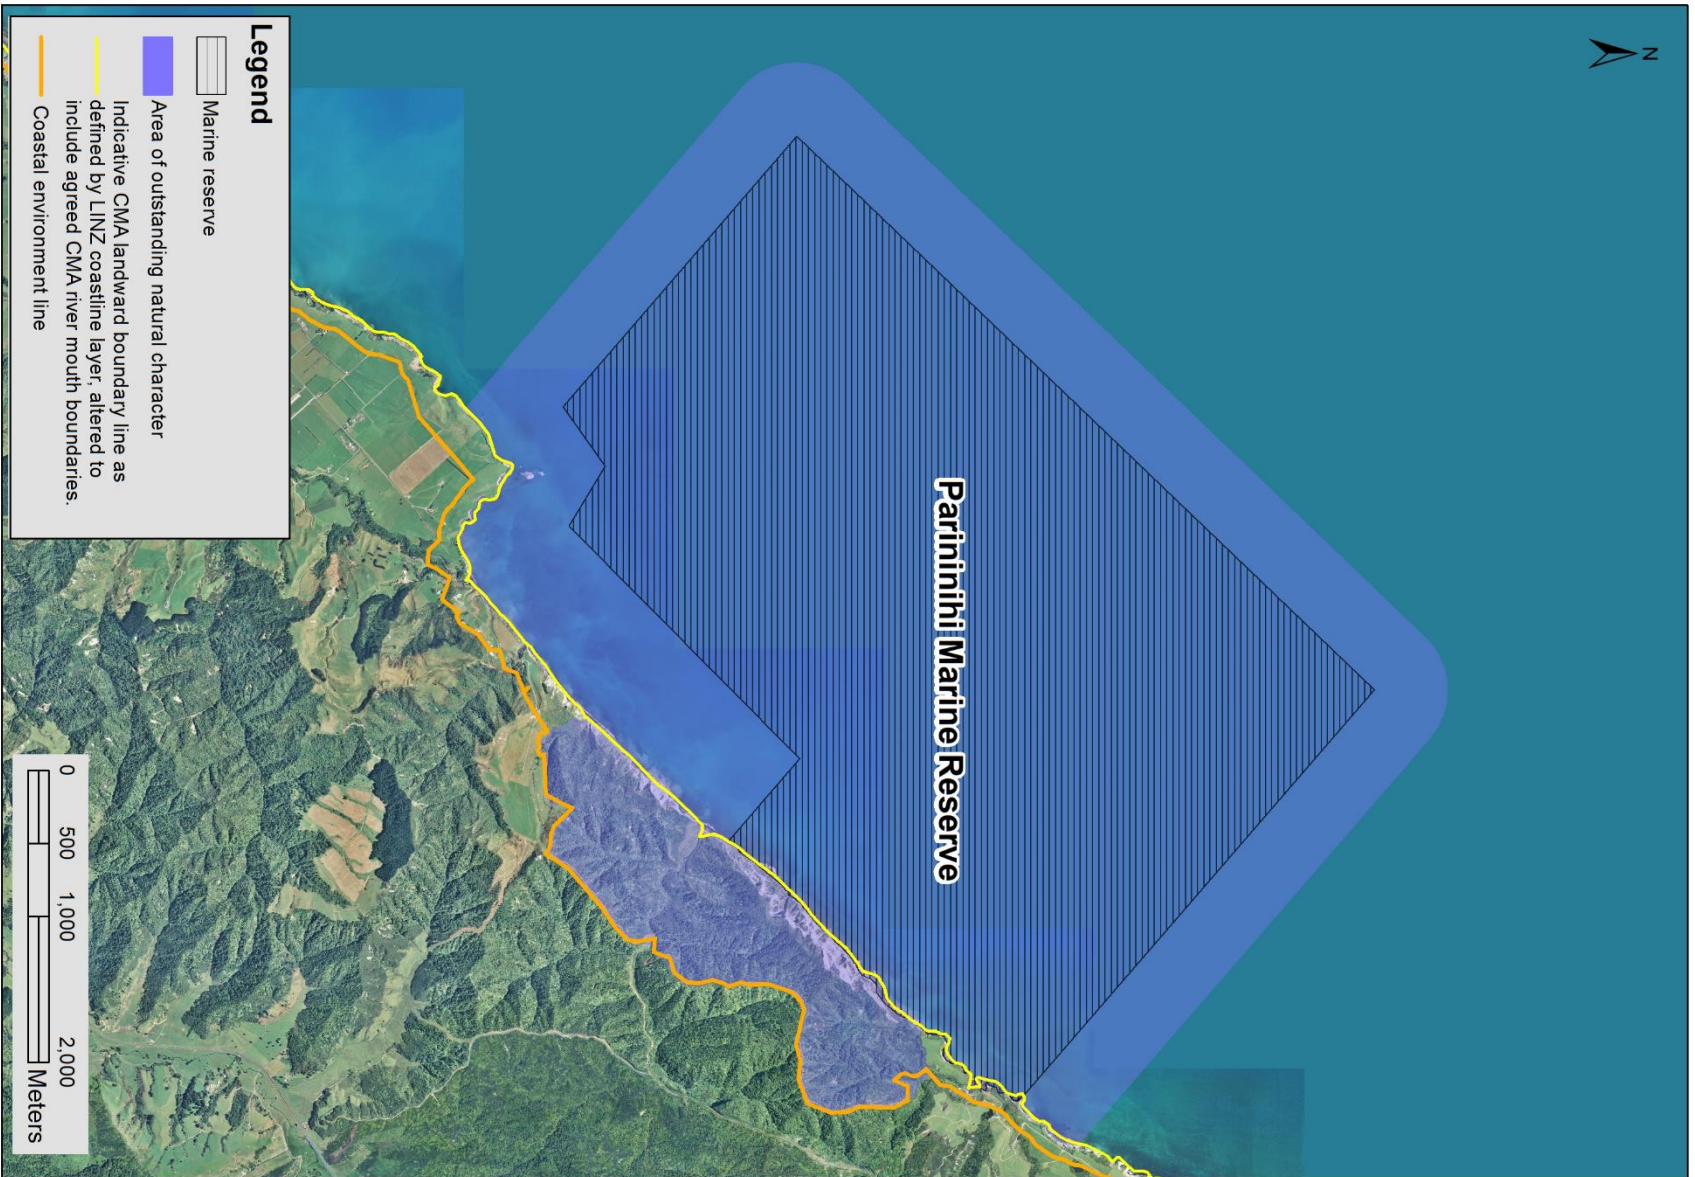 N
Parininihi Marine Reserve
Legend
Marine reserve
Area of outstanding natural character
Indicative CMA landward boundary line as
defined by LINZ coastline layer, altered to
include agreed CMA river mouth boundaries.
Coastal environment line
0 500 1,000 2,000
Meters